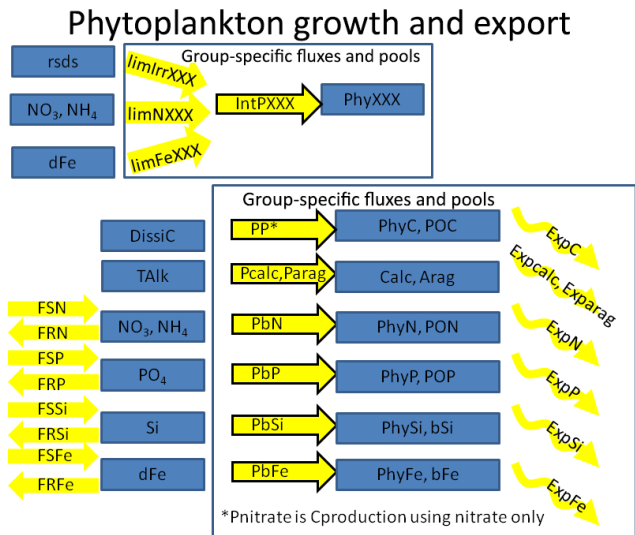 Phytoplankton growth and export
Group-specific fluxes and pools
rsds
limIrrXXX
NO₃, NH₄
limNXXX
IntPXXX
PhyXXX
dFe
limFeXXX
Group-specific fluxes and pools
DissiC
PP*
PhyC, POC
ExpC
TAlk
Pcalc,Parag
Calc, Arag
Expcalc, Exparag
FSN
FRN
NO₃, NH₄
PbN
PhyN, PON
ExpN
FSP
FRP
PO₄
PbP
PhyP, POP
ExpP
FSSi
FRSi
Si
PbSi
PhySi, bSi
ExpSi
FSFe
FRFe
dFe
PbFe
PhyFe, bFe
ExpFe
*Pnitrate is Cproduction using nitrate only